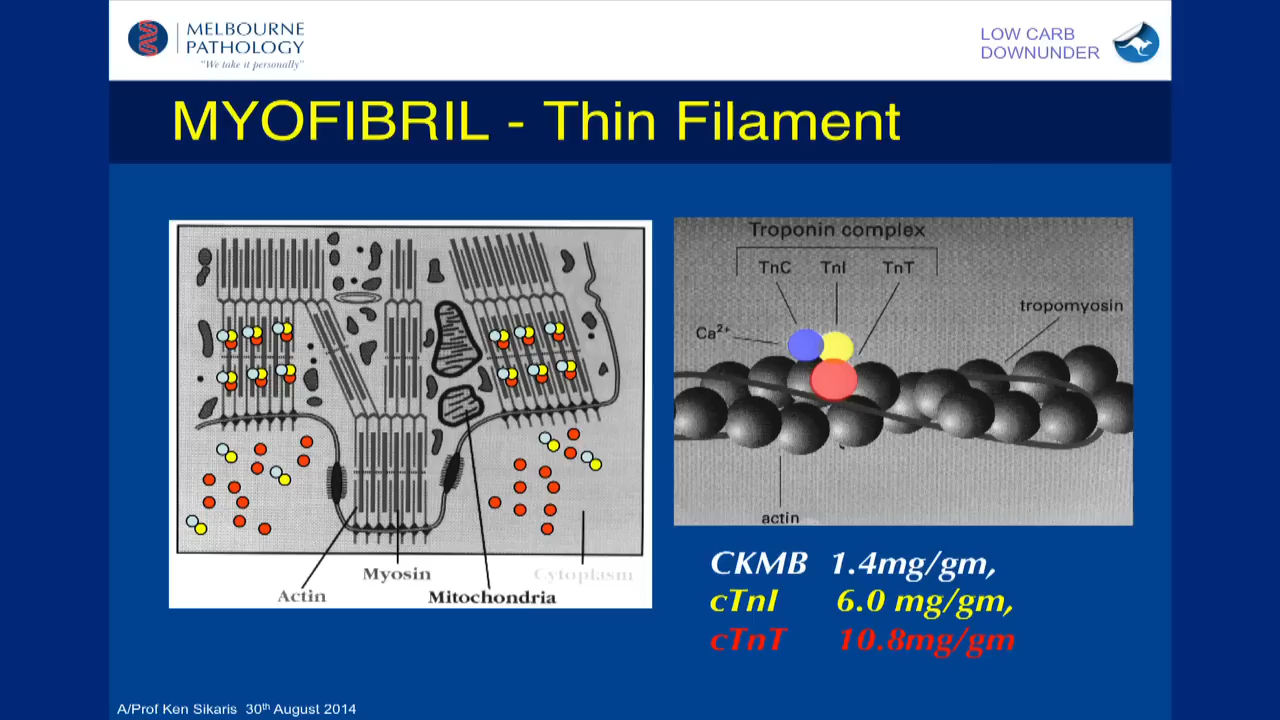 MELBOURNE
PATHOLOGY
"We take it personally"
LOW CARB
DOWNUNDER
MYOFIBRIL - Thin Filament
Actin
Myosin
Mitochondria
Cytoplasm
Troponin complex
TnC TnI TnT
Ca²⁺
tropomyosin
actin
CKMB 1.4mg/gm,
cTnI 6.0 mg/gm,
cTnT 10.8mg/gm
A/Prof Ken Sikaris 30th August 2014